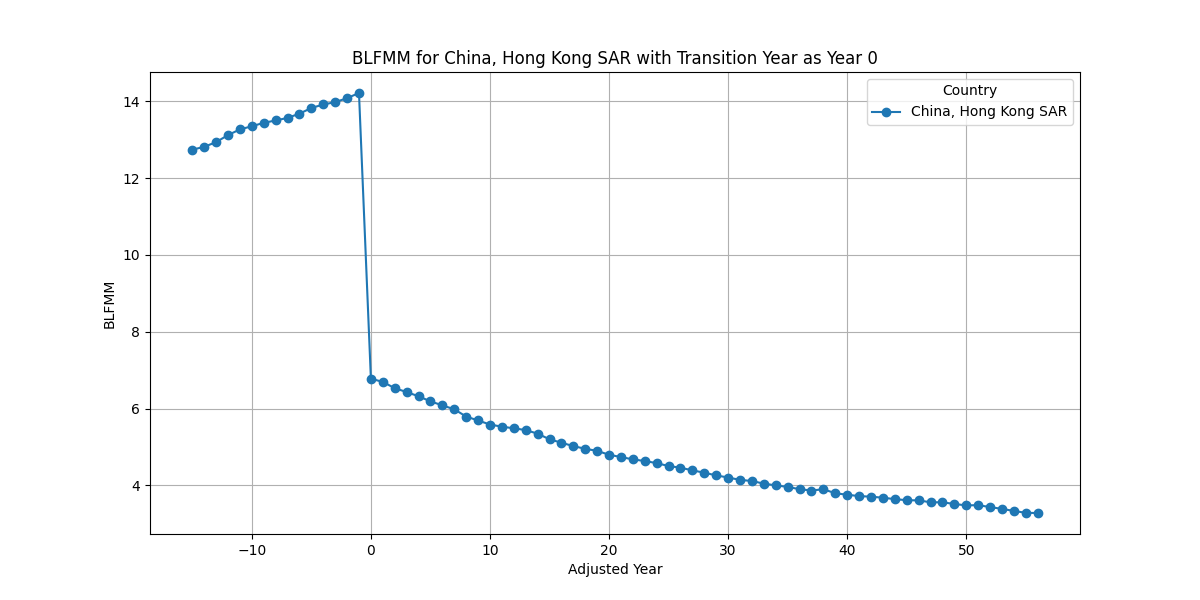 BLFMM for China, Hong Kong SAR with Transition Year as Year 0
Country
China, Hong Kong SAR
14
12
10
8
6
4
BLFMM
−10
0
10
20
30
40
50
Adjusted Year